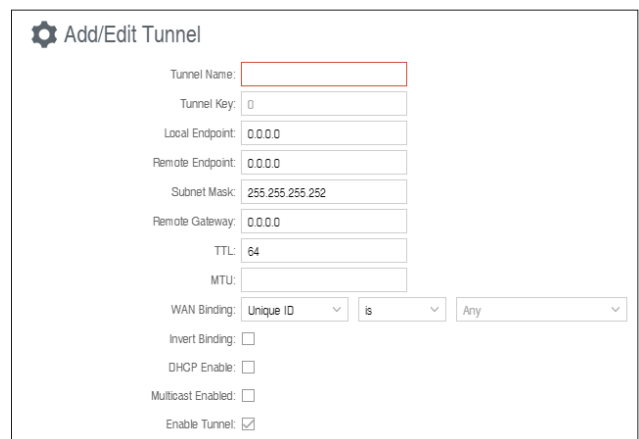 Add/Edit Tunnel
Tunnel Name:
Tunnel Key: 0
Local Endpoint: 0.0.0.0
Remote Endpoint: 0.0.0.0
Subnet Mask: 255.255.255.252
Remote Gateway: 0.0.0.0
TTL: 64
MTU:
WAN Binding: Unique ID is Any
Invert Binding:
DHCP Enable:
Multicast Enabled:
Enable Tunnel: